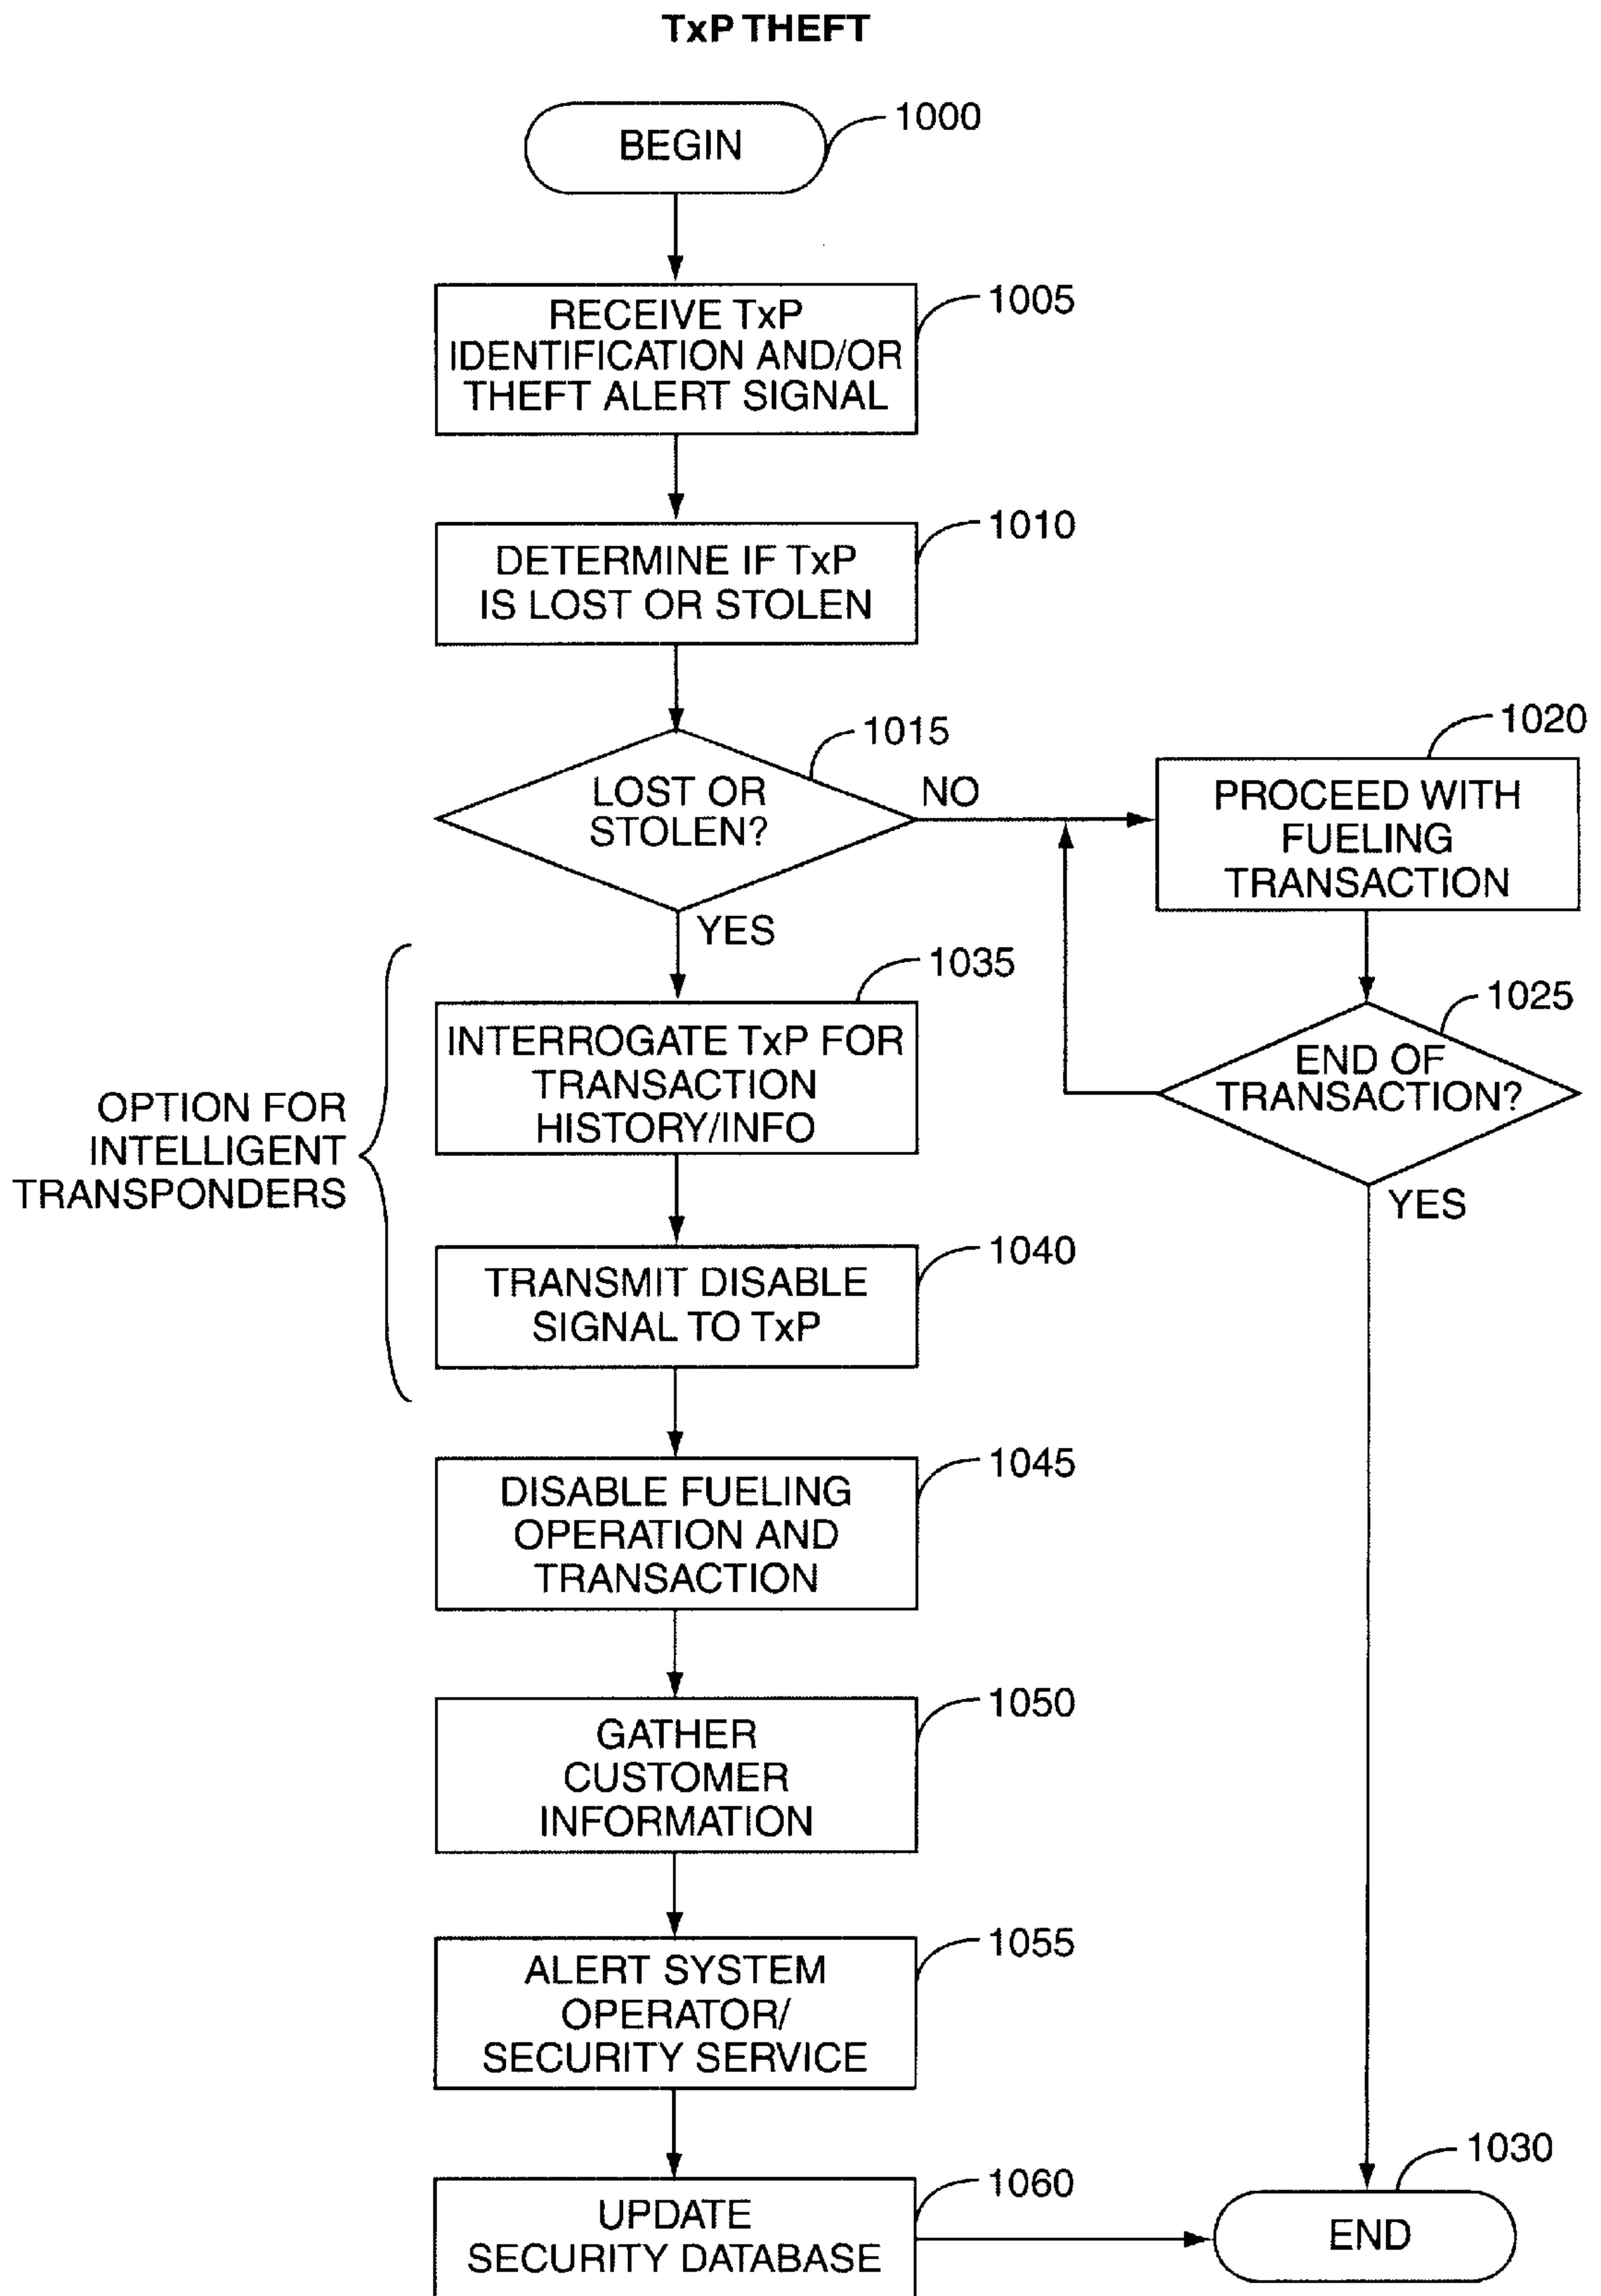 TxP THEFT
BEGIN
1000
RECEIVE TxP
IDENTIFICATION AND/OR
THEFT ALERT SIGNAL
1005
DETERMINE IF TxP
IS LOST OR STOLEN
1010
LOST OR
STOLEN?
1015
NO
YES
PROCEED WITH
FUELING
TRANSACTION
1020
END OF
TRANSACTION?
1025
YES
OPTION FOR
INTELLIGENT
TRANSPONDERS
INTERROGATE TxP FOR
TRANSACTION
HISTORY/INFO
1035
TRANSMIT DISABLE
SIGNAL TO TxP
1040
DISABLE FUELING
OPERATION AND
TRANSACTION
1045
GATHER
CUSTOMER
INFORMATION
1050
ALERT SYSTEM
OPERATOR/
SECURITY SERVICE
1055
UPDATE
SECURITY DATABASE
1060
END
1030